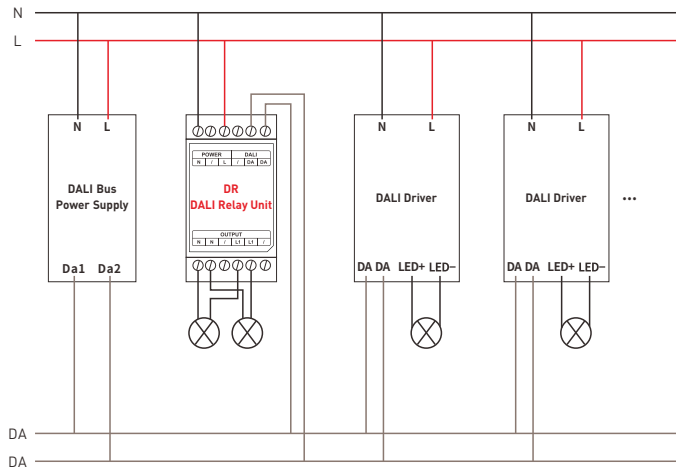 N
L
N L
DALI Bus
Power Supply
Da1 Da2
POWER DALI
N / L / DA DA
DR
DALI Relay Unit
OUTPUT
N N / L1 L1 /
N L
DALI Driver
DA DA LED+ LED−
N L
DALI Driver
DA DA LED+ LED−
...
DA
DA